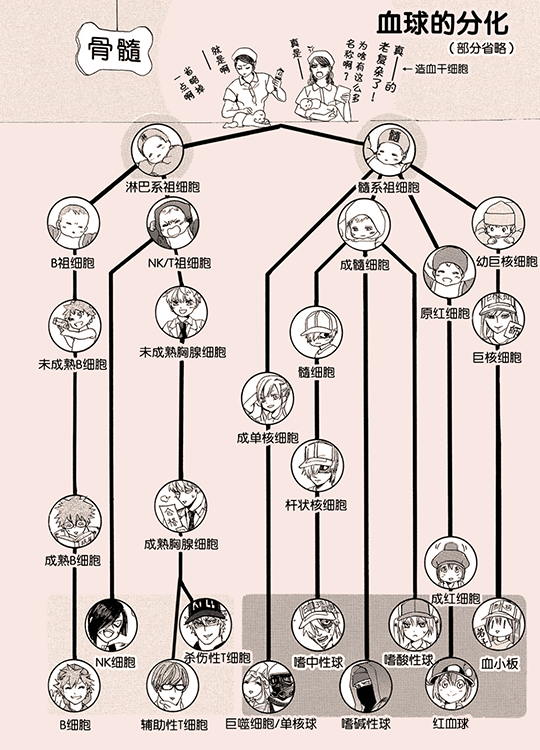 血球的分化
（部分省略）
骨髓
就是啊
——
省略掉
一点啊
真是——
真——的
老复杂了！
为啥有这么多
名称啊？
← 造血干细胞
髓
淋巴系祖细胞
髓系祖细胞
B祖细胞
NK/T祖细胞
成髓细胞
幼巨核细胞
原红细胞
未成熟B细胞
未成熟胸腺细胞
髓细胞
巨核细胞
成单核细胞
杆状核细胞
合格
成熟B细胞
成熟胸腺细胞
成红细胞
NK细胞
杀伤性T细胞
嗜中性球
嗜酸性球
血小板
B细胞
辅助性T细胞
巨噬细胞/单核球
嗜碱性球
红血球